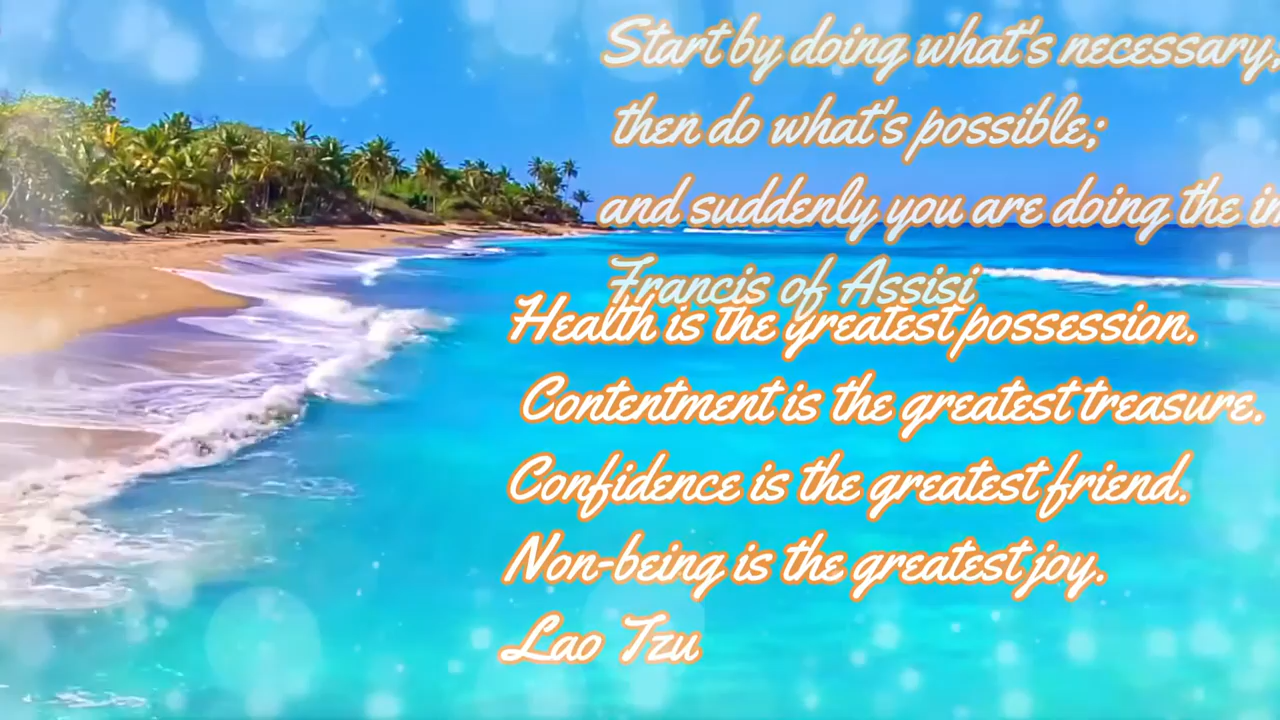 Start by doing what's necessary,
then do what's possible;
and suddenly you are doing the
Francis of Assisi
Health is the greatest possession.
Contentment is the greatest treasure.
Confidence is the greatest friend.
Non-being is the greatest joy.
Lao Tzu